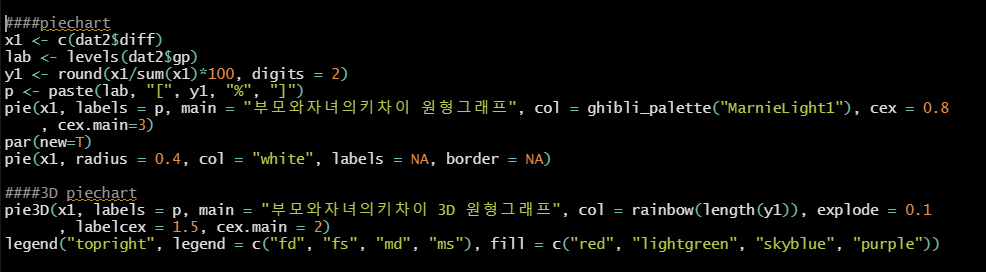 ####piechart
x1 <- c(dat2$diff)
lab <- levels(dat2$gp)
y1 <- round(x1/sum(x1)*100, digits = 2)
p <- paste(lab, "[", y1, "%", "]")
pie(x1, labels = p, main = "부모와자녀의키차이 원형그래프", col = ghibli_palette("MarnieLight1"), cex = 0.8
, cex.main=3)
par(new=T)
pie(x1, radius = 0.4, col = "white", labels = NA, border = NA)
####3D piechart
pie3D(x1, labels = p, main = "부모와자녀의키차이 3D 원형그래프", col = rainbow(length(y1)), explode = 0.1
, labelcex = 1.5, cex.main = 2)
legend("topright", legend = c("fd", "fs", "md", "ms"), fill = c("red", "lightgreen", "skyblue", "purple"))